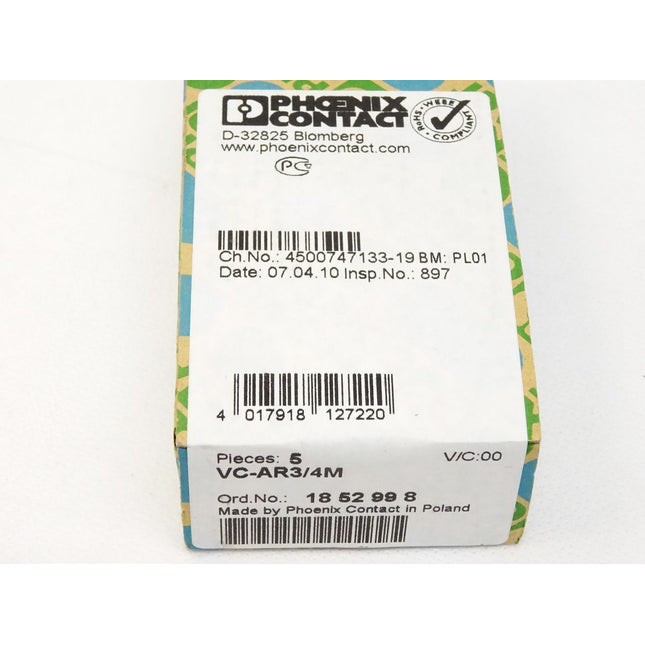 PHOENIX
CONTACT
WEEE
RoHS
COMPLIANT
D-32825 Blomberg
www.phoenixcontact.com
PC
Ch.No.: 4500747133-19 BM: PL01
Date: 07.04.10 Insp.No.: 897
4 017918 127220
Pieces: 5 V/C:00
VC-AR3/4M
Ord.No.: 18 52 99 8
Made by Phoenix Contact in Poland